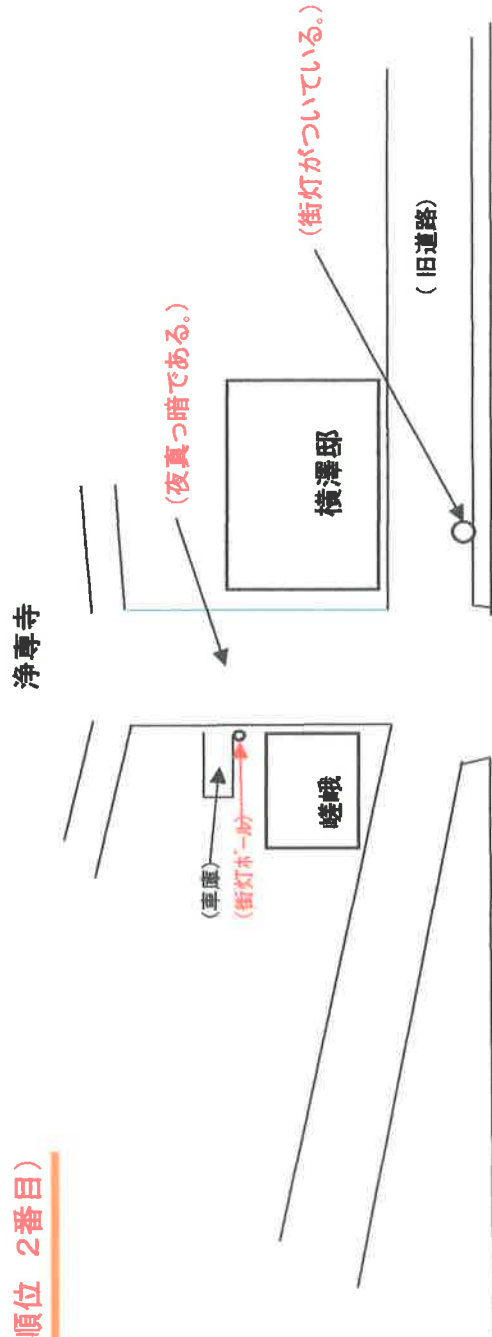 順位 2番目)
浄専寺
(夜真っ暗である。)
(街灯がついている。)
(車庫)
(街灯ポール)
嵯峨
横澤邸
(旧道路)